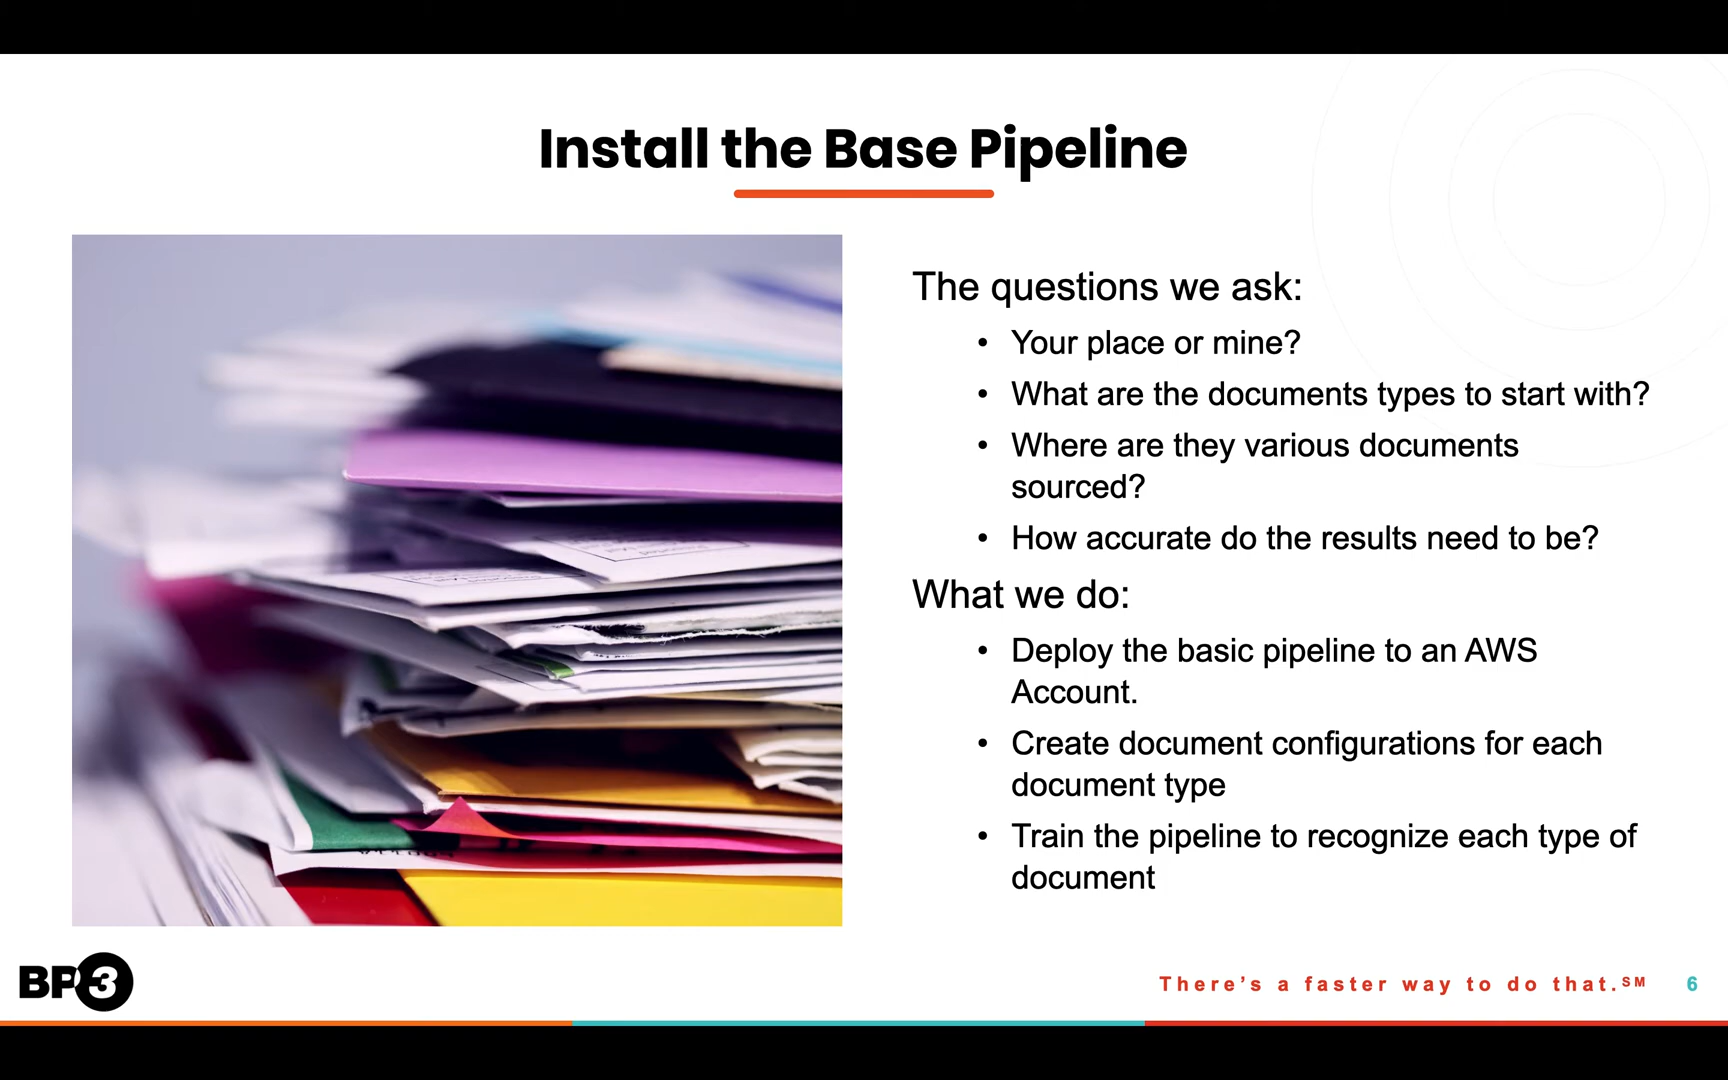 Install the Base Pipeline
The questions we ask:
• Your place or mine?
• What are the documents types to start with?
• Where are they various documents
sourced?
• How accurate do the results need to be?
What we do:
• Deploy the basic pipeline to an AWS
Account.
• Create document configurations for each
document type
• Train the pipeline to recognize each type of
document
BP3
There's a faster way to do that.℠ 6